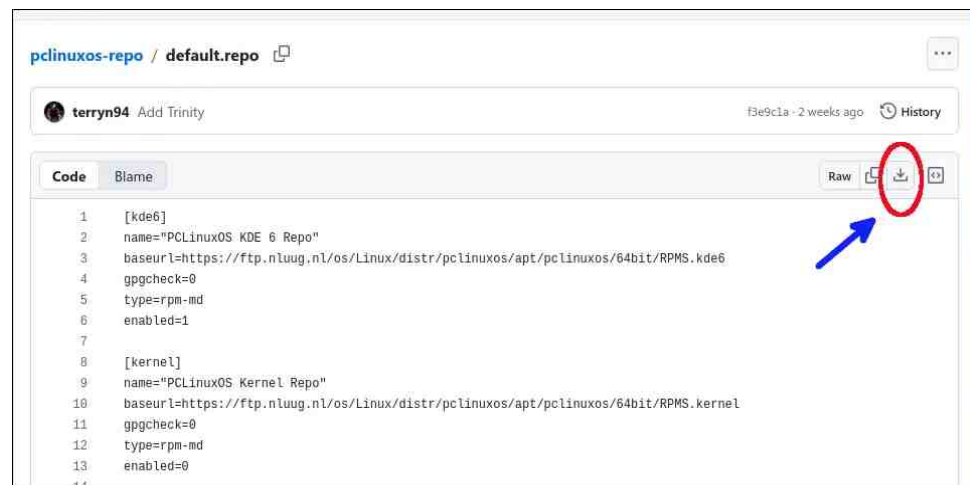 pclinuxos-repo / default.repo
...
terryn94 Add Trinity f3e9c1a · 2 weeks ago History
Code Blame Raw
1 [kde6]
2 name="PCLinuxOS KDE 6 Repo"
3 baseurl=https://ftp.nluug.nl/os/Linux/distr/pclinuxos/apt/pclinuxos/64bit/RPMS.kde6
4 gpgcheck=0
5 type=rpm-md
6 enabled=1
7
8 [kernel]
9 name="PCLinuxOS Kernel Repo"
10 baseurl=https://ftp.nluug.nl/os/Linux/distr/pclinuxos/apt/pclinuxos/64bit/RPMS.kernel
11 gpgcheck=0
12 type=rpm-md
13 enabled=0
14